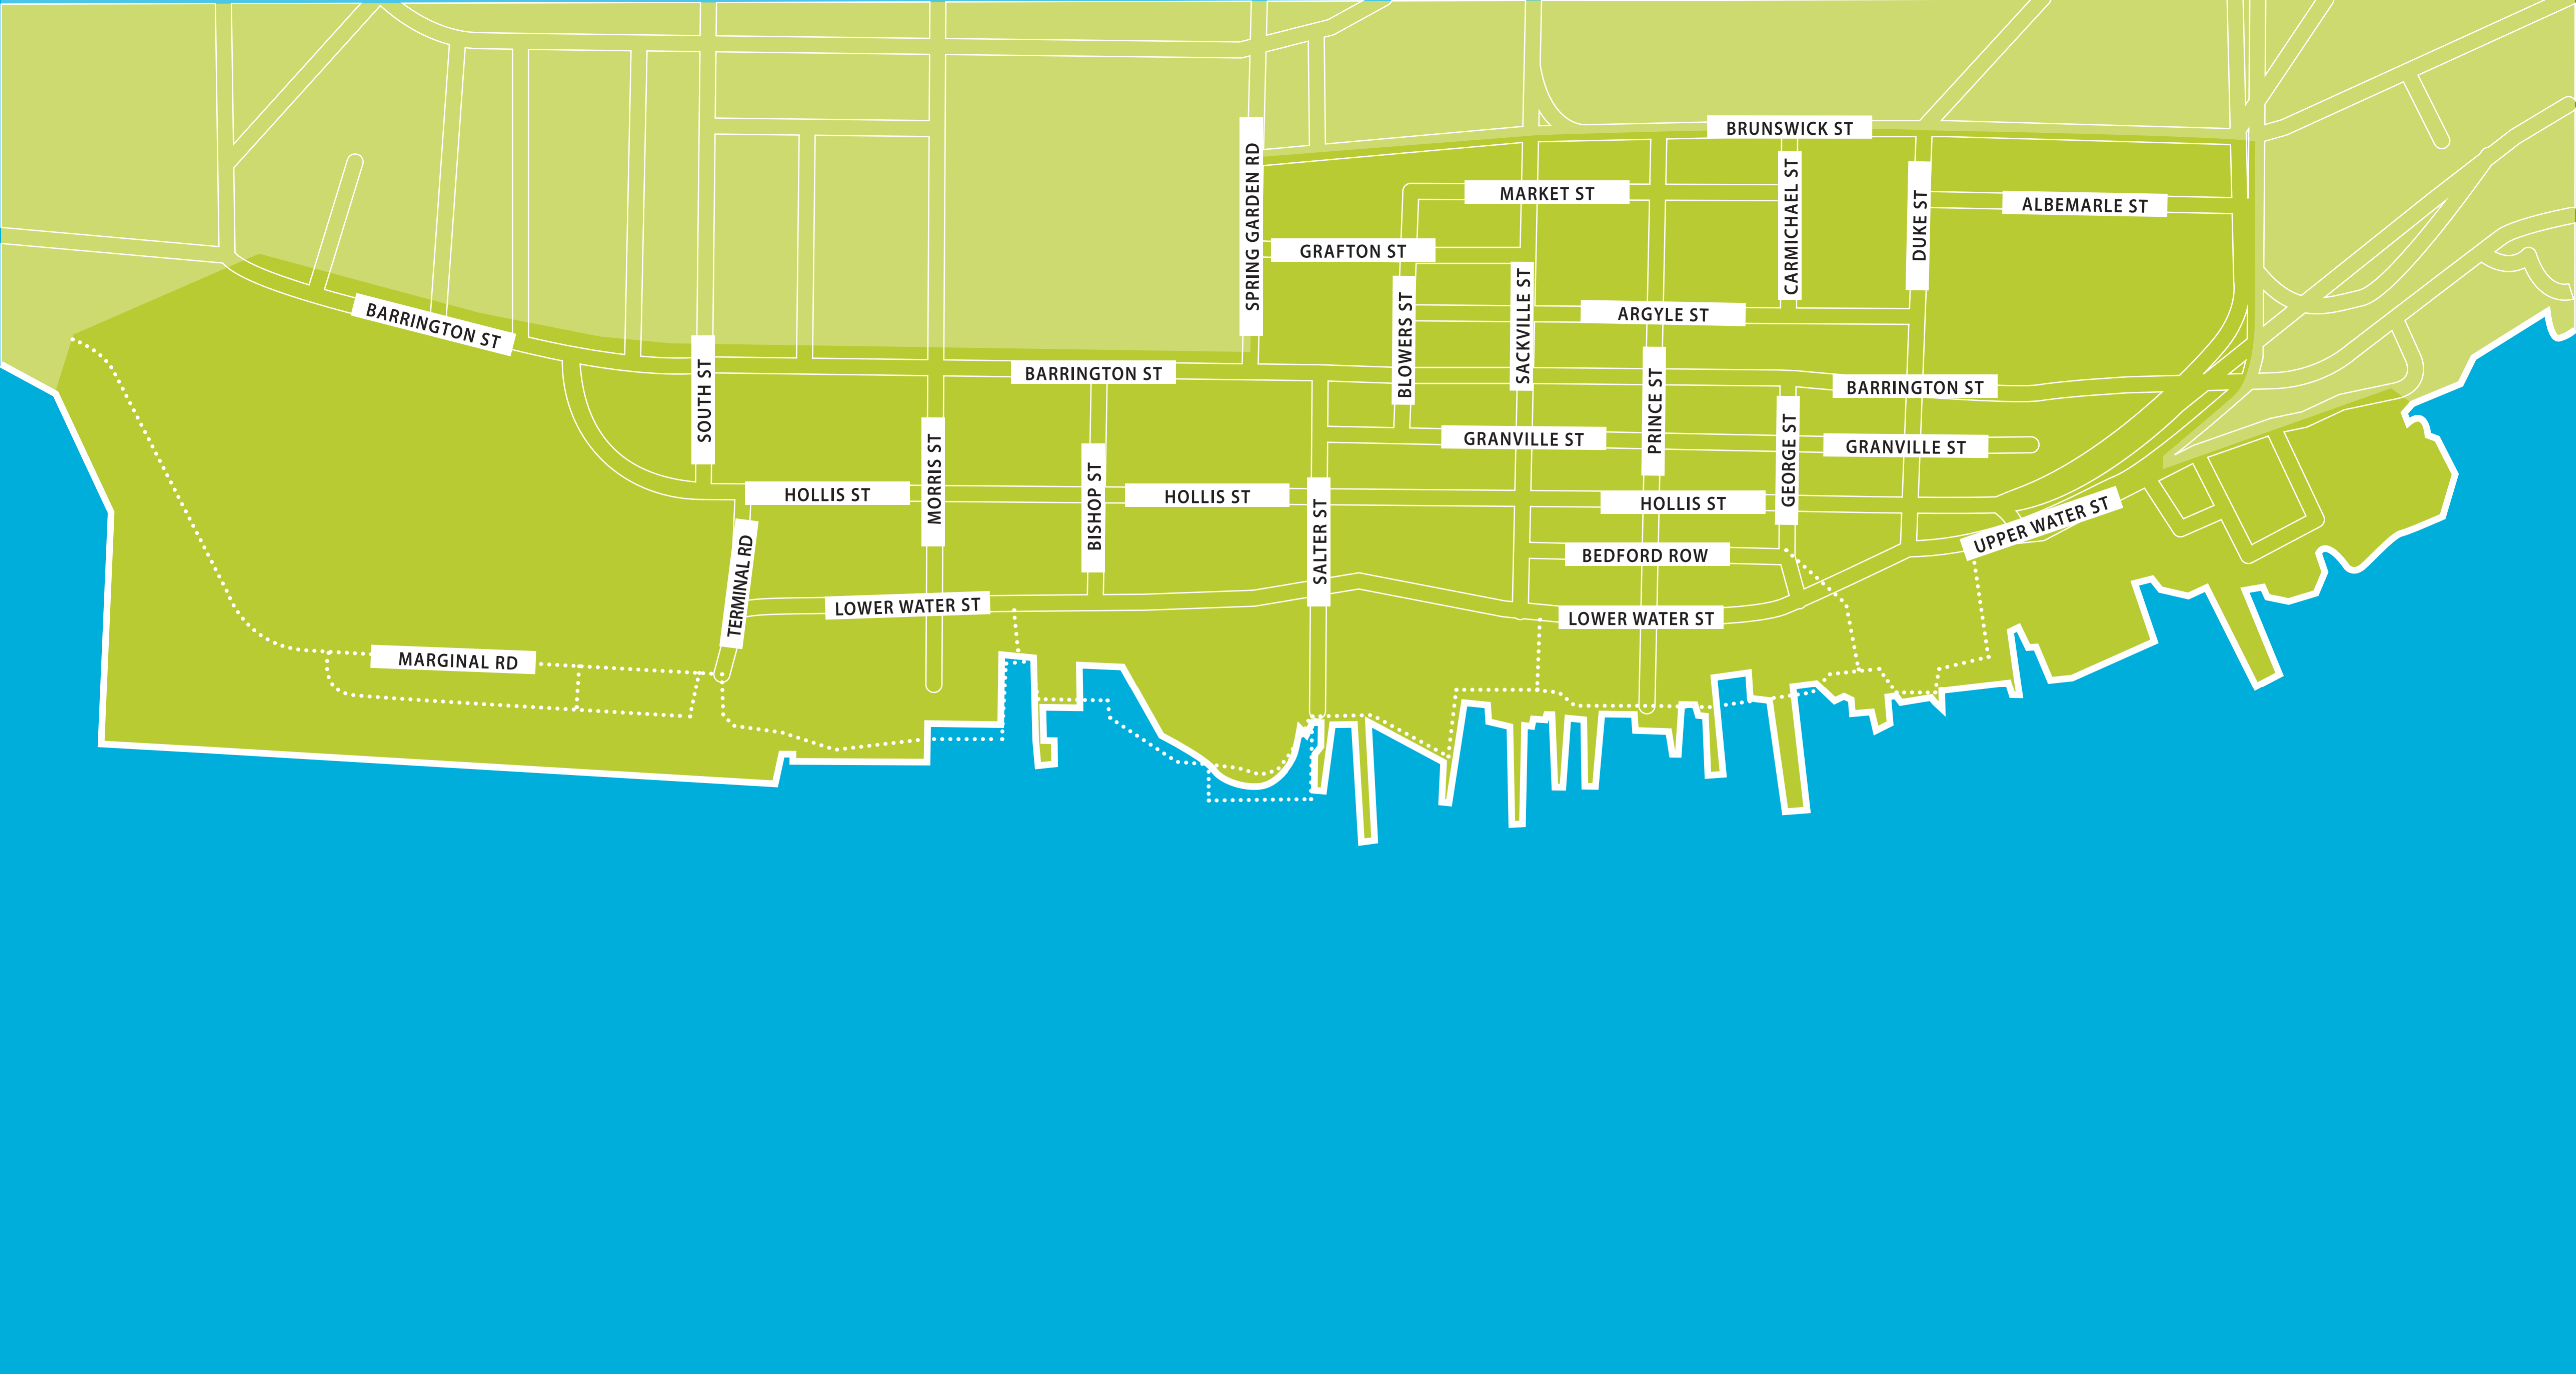 BRUNSWICK ST
MARKET ST
ALBEMARLE ST
SPRING GARDEN RD
CARMICHAEL ST
DUKE ST
GRAFTON ST
ARGYLE ST
BARRINGTON ST
BLOWERS ST
SACKVILLE ST
BARRINGTON ST
BARRINGTON ST
SOUTH ST
PRINCE ST
GRANVILLE ST
GRANVILLE ST
GEORGE ST
MORRIS ST
HOLLIS ST
BISHOP ST
HOLLIS ST
HOLLIS ST
SALTER ST
UPPER WATER ST
BEDFORD ROW
TERMINAL RD
LOWER WATER ST
LOWER WATER ST
MARGINAL RD